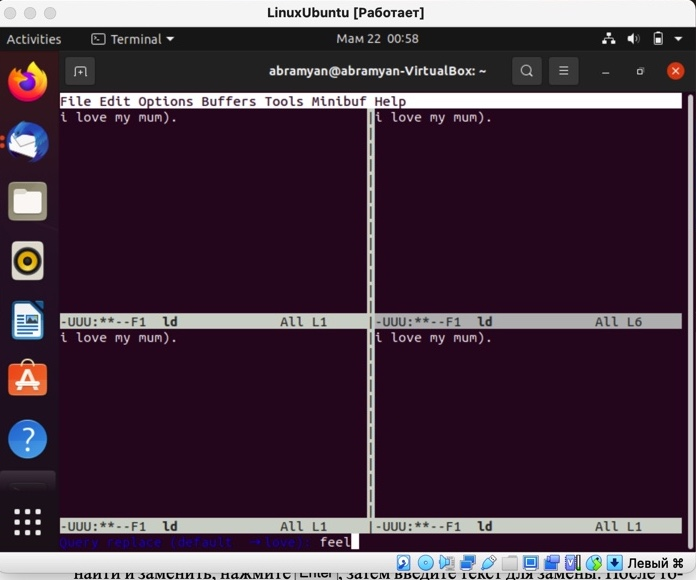 LinuxUbuntu [Работает]
Activities Terminal Мам 22 00:58
abramyan@abramyan-VirtualBox: ~
File Edit Options Buffers Tools Minibuf Help
i love my mum). i love my mum).
-UUU:**--F1 ld All L1 |-UUU:**--F1 ld All L6
i love my mum). i love my mum).
-UUU:**--F1 ld All L1 |-UUU:**--F1 ld All L1
Query replace (default → love): feel
Левый ⌘
найти и заменить, нажмите Enter, затем введите текст для замены. После то-